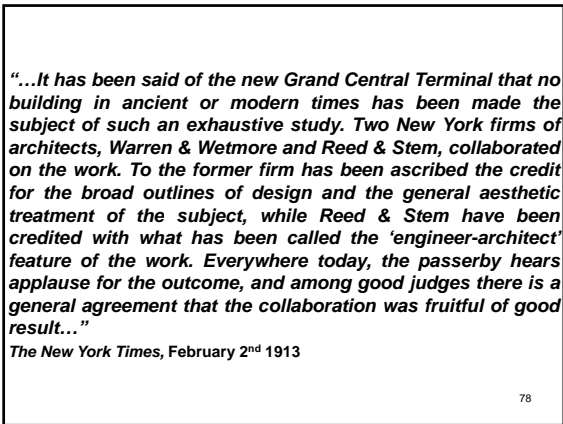 “…It has been said of the new Grand Central Terminal that no
building in ancient or modern times has been made the
subject of such an exhaustive study. Two New York firms of
architects, Warren & Wetmore and Reed & Stem, collaborated
on the work. To the former firm has been ascribed the credit
for the broad outlines of design and the general aesthetic
treatment of the subject, while Reed & Stem have been
credited with what has been called the ‘engineer-architect’
feature of the work. Everywhere today, the passerby hears
applause for the outcome, and among good judges there is a
general agreement that the collaboration was fruitful of good
result…”
The New York Times, February 2nd 1913
78